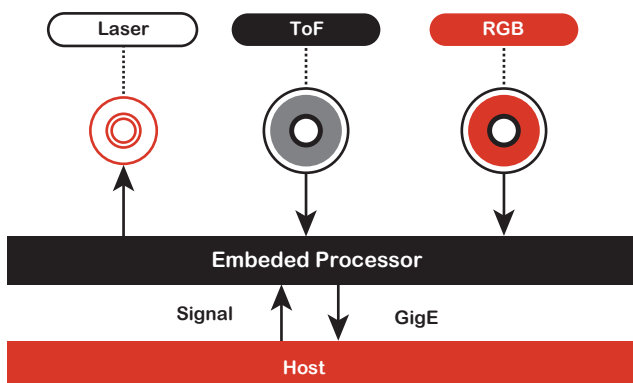 Laser
ToF
RGB
Embeded Processor
Signal
GigE
Host